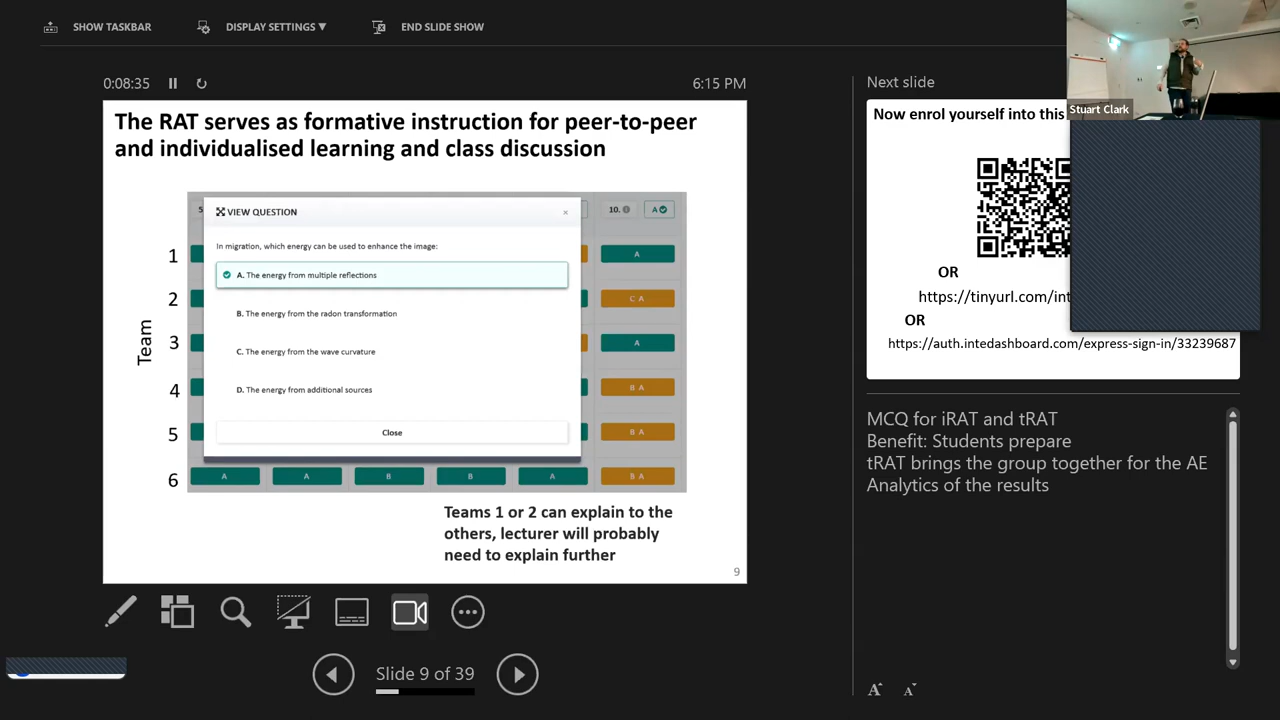 SHOW TASKBAR
DISPLAY SETTINGS ▼
END SLIDE SHOW
0:08:35
6:15 PM
The RAT serves as formative instruction for peer-to-peer
and individualised learning and class discussion
5
VIEW QUESTION
×
10.
A
In migration, which energy can be used to enhance the image:
A. The energy from multiple reflections
B. The energy from the radon transformation
C. The energy from the wave curvature
D. The energy from additional sources
Close
Team
1
A
2
C A
3
A
4
B A
5
B A
6
A
A
B
B
A
B A
Teams 1 or 2 can explain to the
others, lecturer will probably
need to explain further
9
Slide 9 of 39
Next slide
Stuart Clark
Now enrol yourself into this
OR
https://tinyurl.com/int
OR
https://auth.intedashboard.com/express-sign-in/33239687
MCQ for iRAT and tRAT
Benefit: Students prepare
tRAT brings the group together for the AE
Analytics of the results
A
A